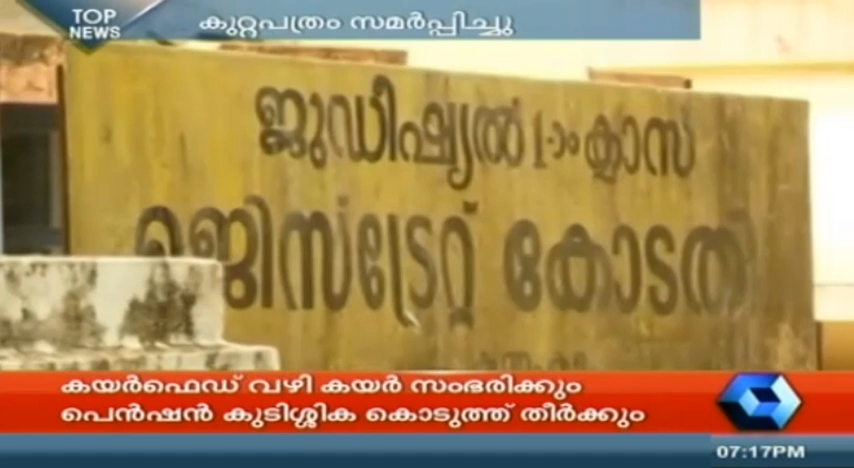 TOP
NEWS
കുറ്റപത്രം സമർപ്പിച്ചു
ജുഡീഷ്യൽ 1-ാം ക്ലാസ്
മജിസ്ട്രേറ്റ് കോടതി
കയർഫെഡ് വഴി കയർ സംഭരിക്കും
പെൻഷൻ കുടിശ്ശിക കൊടുത്ത് തീർക്കും
07:17PM